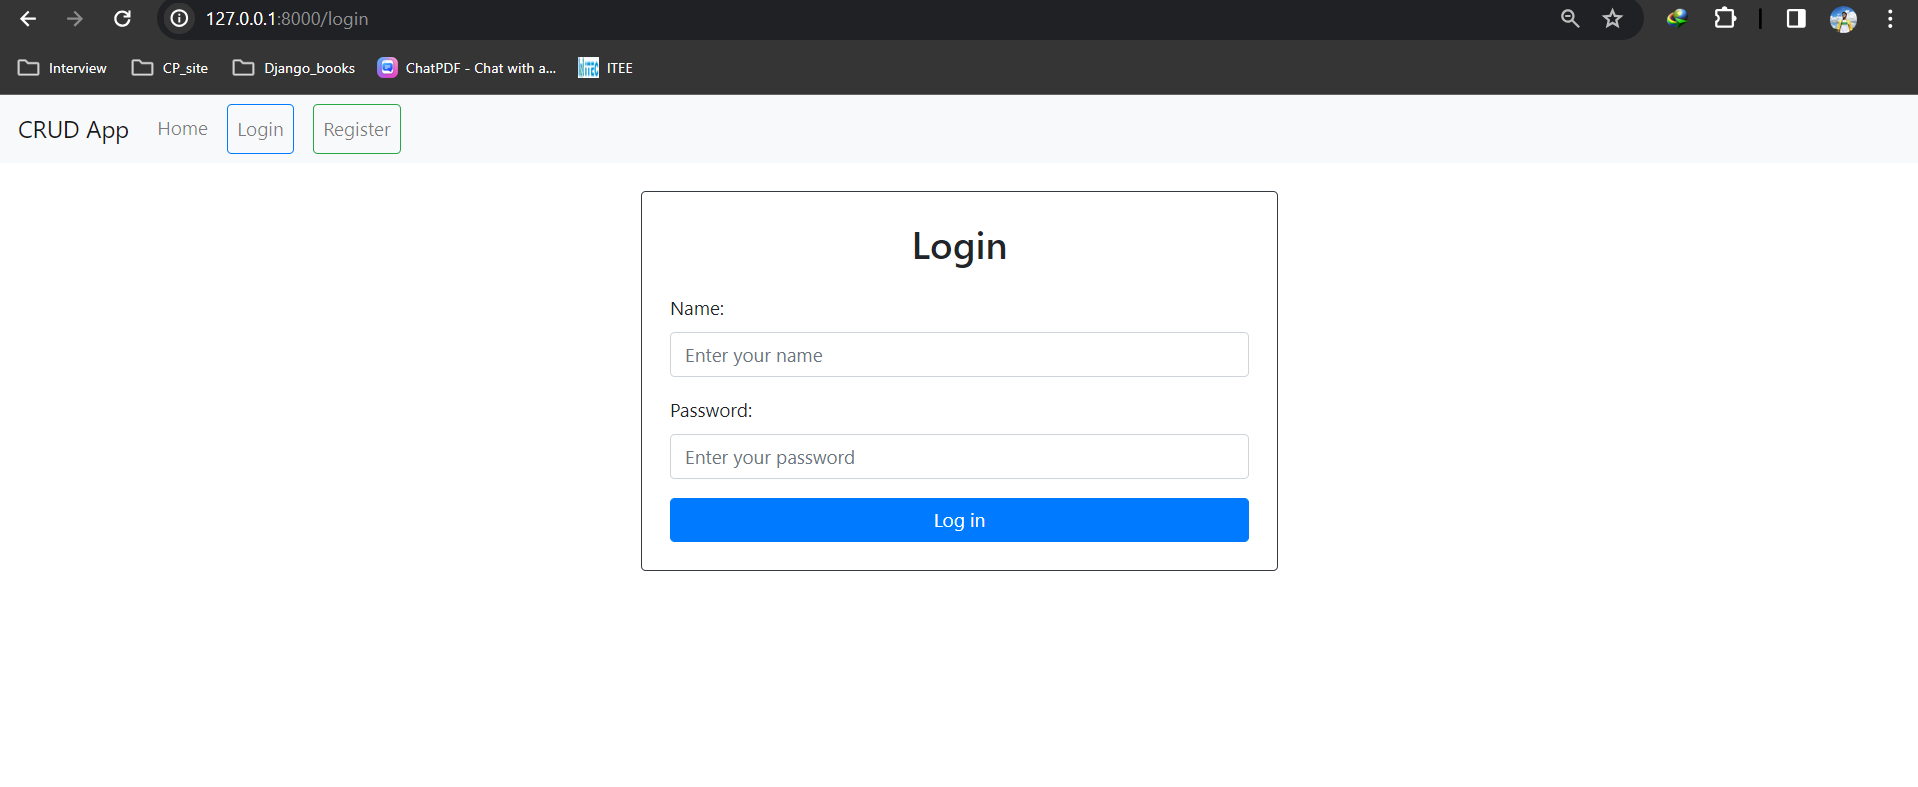 127.0.0.1:8000/login
Interview CP_site Django_books ChatPDF - Chat with a... ITEE
CRUD App Home Login Register
Login
Name:
Enter your name
Password:
Enter your password
Log in